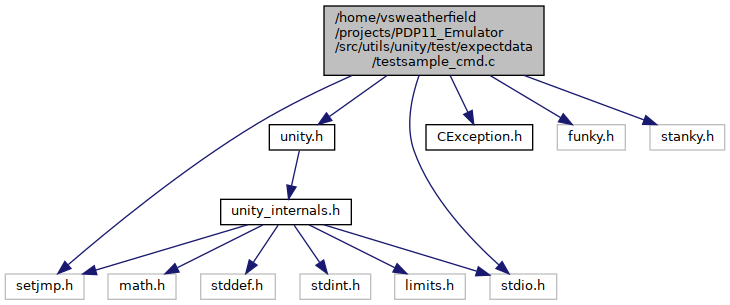 /home/vsweatherfield
/projects/PDP11_Emulator
/src/utils/unity/test/expectdata
/testsample_cmd.c
unity.h
CException.h
funky.h
stanky.h
unity_internals.h
setjmp.h
math.h
stddef.h
stdint.h
limits.h
stdio.h